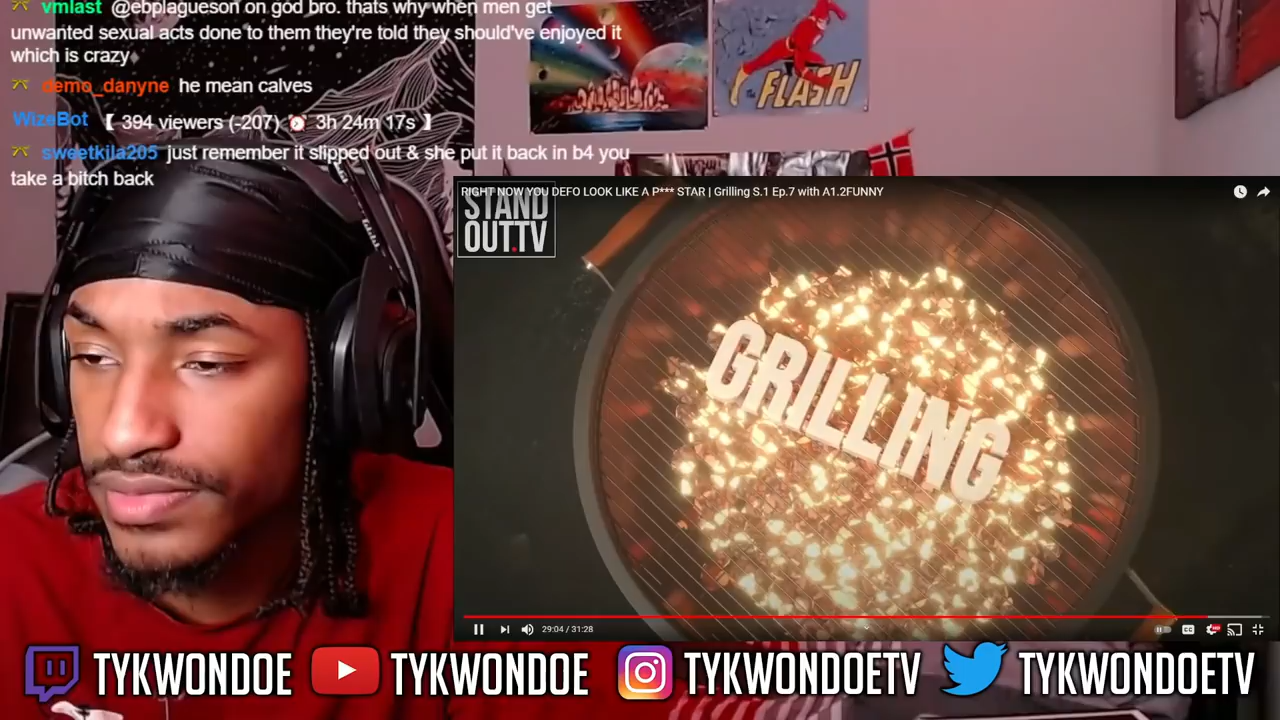 vmlast @ebplagueson on god bro. thats why when men get
unwanted sexual acts done to them they're told they should've enjoyed it
which is crazy
demo_danyne he mean calves
WizeBot 【 394 viewers (-207) ⏰ 3h 24m 17s 】
sweetkila205 just remember it slipped out & she put it back in b4 you
take a bitch back
FLASH
RIGHT NOW YOU DEFO LOOK LIKE A P*** STAR | Grilling S.1 Ep.7 with A1.2FUNNY
STAND
OUT.TV
GRILLING
29:04 / 31:28
CC
HD
TYKWONDOE TYKWONDOE TYKWONDOETV TYKWONDOETV